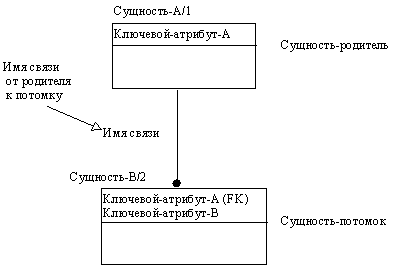 Сущность-А/1
Ключевой-атрибут-А
Сущность-родитель
Имя связи
от родителя
к потомку
Имя связи
Сущность-В/2
Ключевой-атрибут-А (FK)
Ключевой-атрибут-В
Сущность-потомок